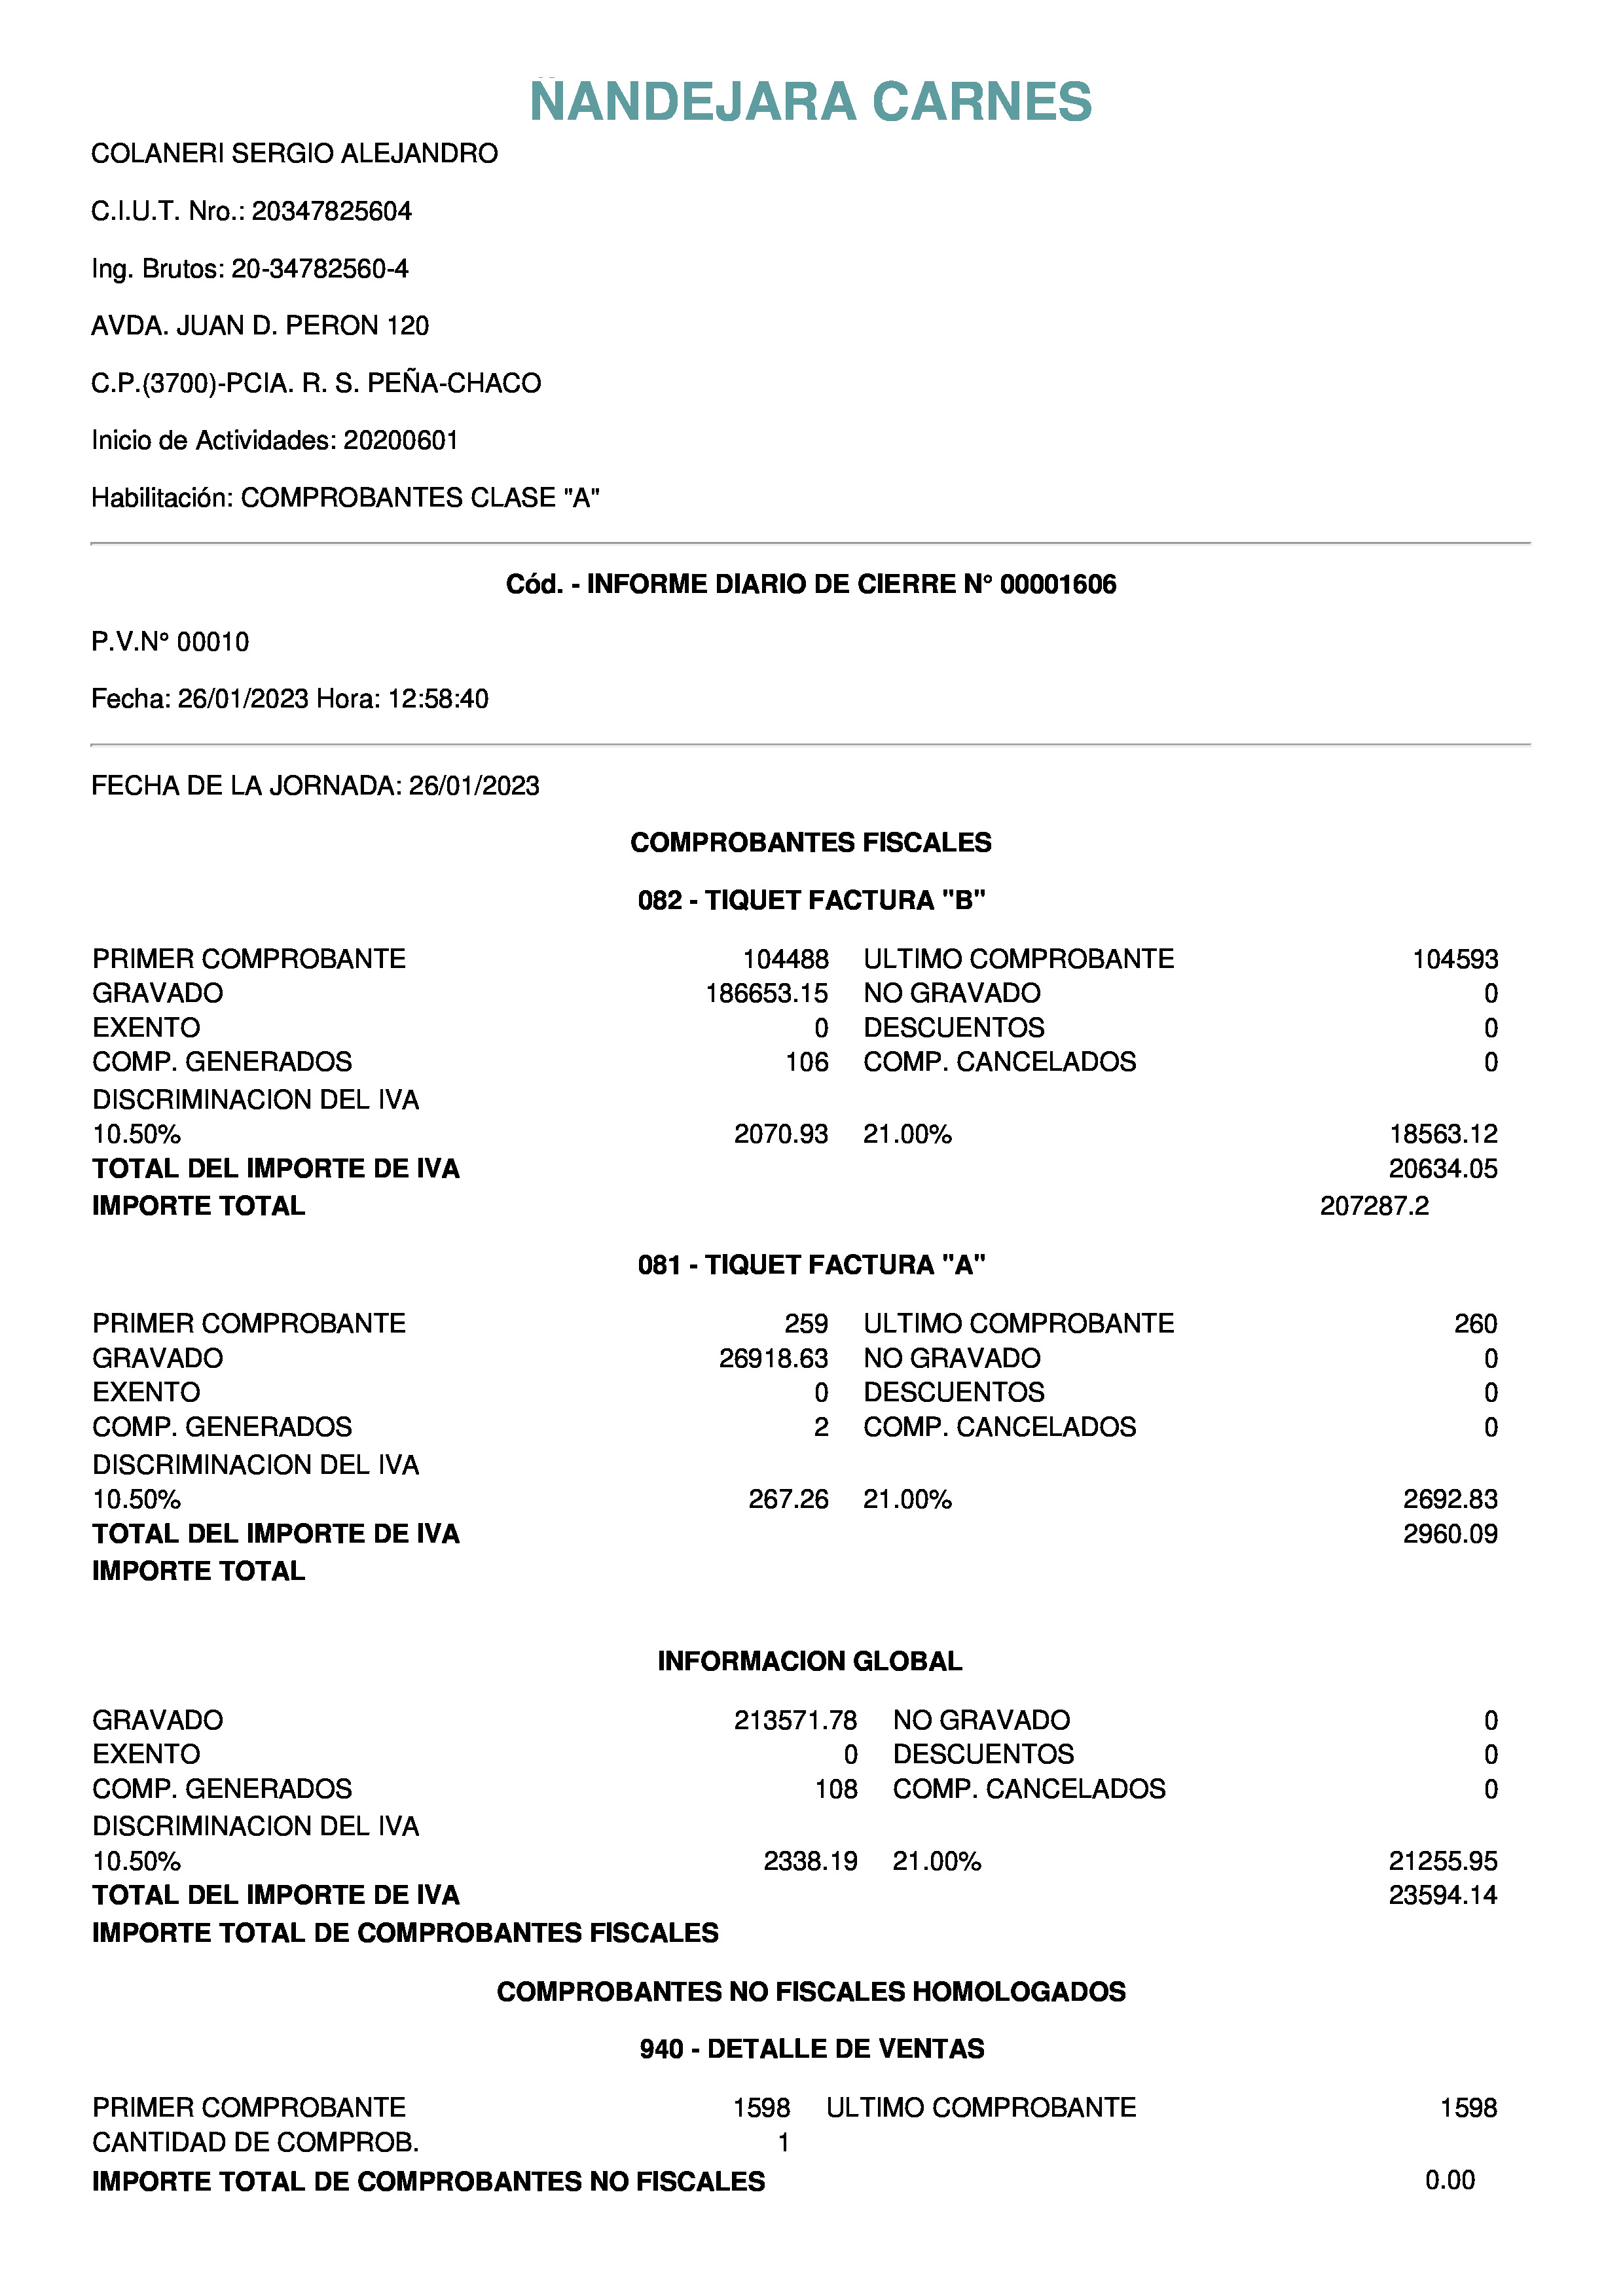 ÑANDEJARA CARNES
COLANERI SERGIO ALEJANDRO
C.I.U.T. Nro.: 20347825604
Ing. Brutos: 20-34782560-4
AVDA. JUAN D. PERON 120
C.P.(3700)-PCIA. R. S. PEÑA-CHACO
Inicio de Actividades: 20200601
Habilitación: COMPROBANTES CLASE "A"
Cód. - INFORME DIARIO DE CIERRE N° 00001606
P.V.N° 00010
Fecha: 26/01/2023 Hora: 12:58:40
FECHA DE LA JORNADA: 26/01/2023
COMPROBANTES FISCALES
082 - TIQUET FACTURA "B"
PRIMER COMPROBANTE 104488 ULTIMO COMPROBANTE 104593
GRAVADO 186653.15 NO GRAVADO 0
EXENTO 0 DESCUENTOS 0
COMP. GENERADOS 106 COMP. CANCELADOS 0
DISCRIMINACION DEL IVA
10.50% 2070.93 21.00% 18563.12
TOTAL DEL IMPORTE DE IVA 20634.05
IMPORTE TOTAL 207287.2
081 - TIQUET FACTURA "A"
PRIMER COMPROBANTE 259 ULTIMO COMPROBANTE 260
GRAVADO 26918.63 NO GRAVADO 0
EXENTO 0 DESCUENTOS 0
COMP. GENERADOS 2 COMP. CANCELADOS 0
DISCRIMINACION DEL IVA
10.50% 267.26 21.00% 2692.83
TOTAL DEL IMPORTE DE IVA 2960.09
IMPORTE TOTAL
INFORMACION GLOBAL
GRAVADO 213571.78 NO GRAVADO 0
EXENTO 0 DESCUENTOS 0
COMP. GENERADOS 108 COMP. CANCELADOS 0
DISCRIMINACION DEL IVA
10.50% 2338.19 21.00% 21255.95
TOTAL DEL IMPORTE DE IVA 23594.14
IMPORTE TOTAL DE COMPROBANTES FISCALES
COMPROBANTES NO FISCALES HOMOLOGADOS
940 - DETALLE DE VENTAS
PRIMER COMPROBANTE 1598 ULTIMO COMPROBANTE 1598
CANTIDAD DE COMPROB. 1
IMPORTE TOTAL DE COMPROBANTES NO FISCALES 0.00